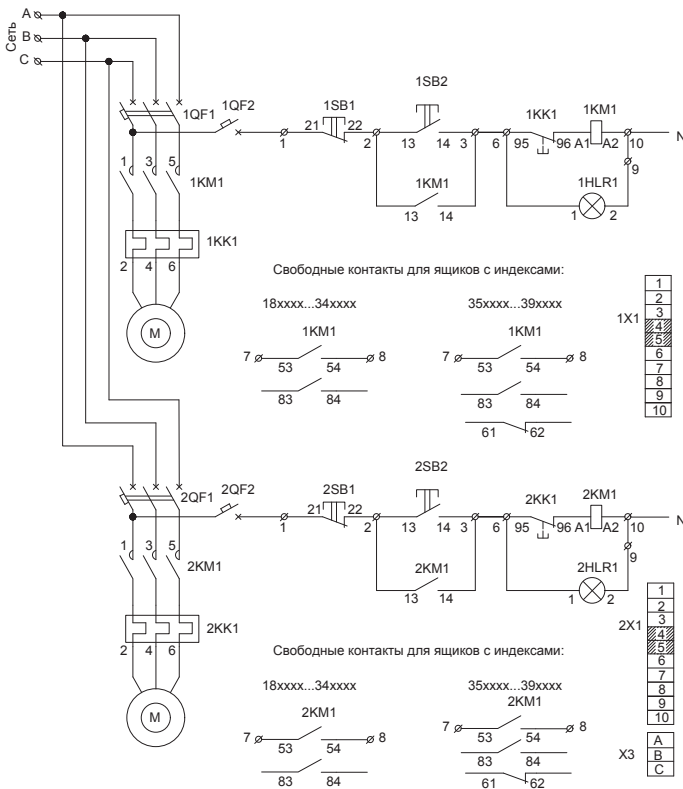 Сеть
A
B
C
1QF1
1QF2
1SB1
1SB2
1KK1
1KM1
21 22
1
2
13 14
3
6
95 96 A1 A2 10
N
9
1KM1
13 14
1HLR1
1 2
1 3 5
1KM1
1KK1
2 4 6
M
Свободные контакты для ящиков с индексами:
18xxxx...34xxxx
35xxxx...39xxxx
1KM1
1KM1
7 53 54 8
7 53 54 8
83 84
83 84
61 62
1X1
1
2
3
4
5
6
7
8
9
10
2QF1
2QF2
2SB1
2SB2
2KK1
2KM1
21 22
1
2
13 14
3
6
95 96 A1 A2 10
N
9
2KM1
13 14
2HLR1
1 2
1 3 5
2KM1
2KK1
2 4 6
M
Свободные контакты для ящиков с индексами:
18xxxx...34xxxx
35xxxx...39xxxx
2KM1
2KM1
7 53 54 8
7 53 54 8
83 84
83 84
61 62
2X1
1
2
3
4
5
6
7
8
9
10
X3
A
B
C